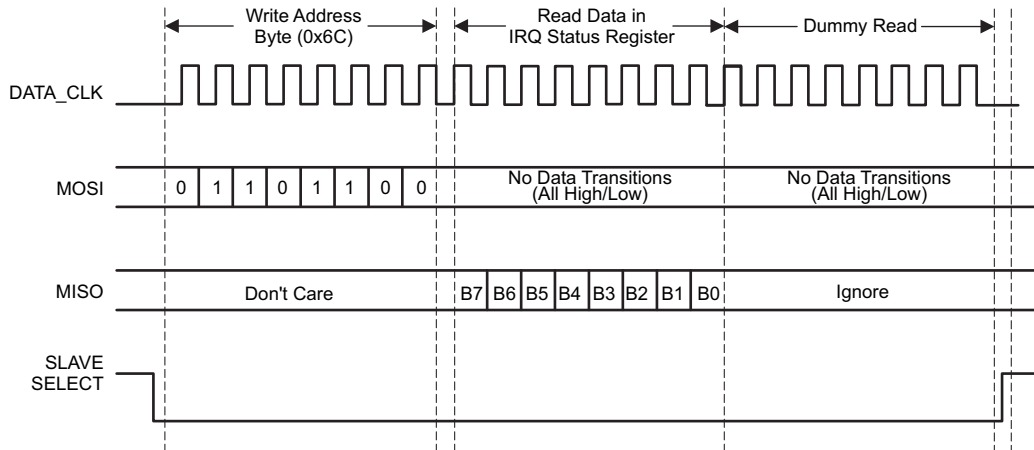 Write Address
Byte (0x6C)
Read Data in
IRQ Status Register
Dummy Read
DATA_CLK
MOSI
0 1 1 0 1 1 0 0
No Data Transitions
(All High/Low)
No Data Transitions
(All High/Low)
MISO
Don't Care
B7 B6 B5 B4 B3 B2 B1 B0
Ignore
SLAVE
SELECT